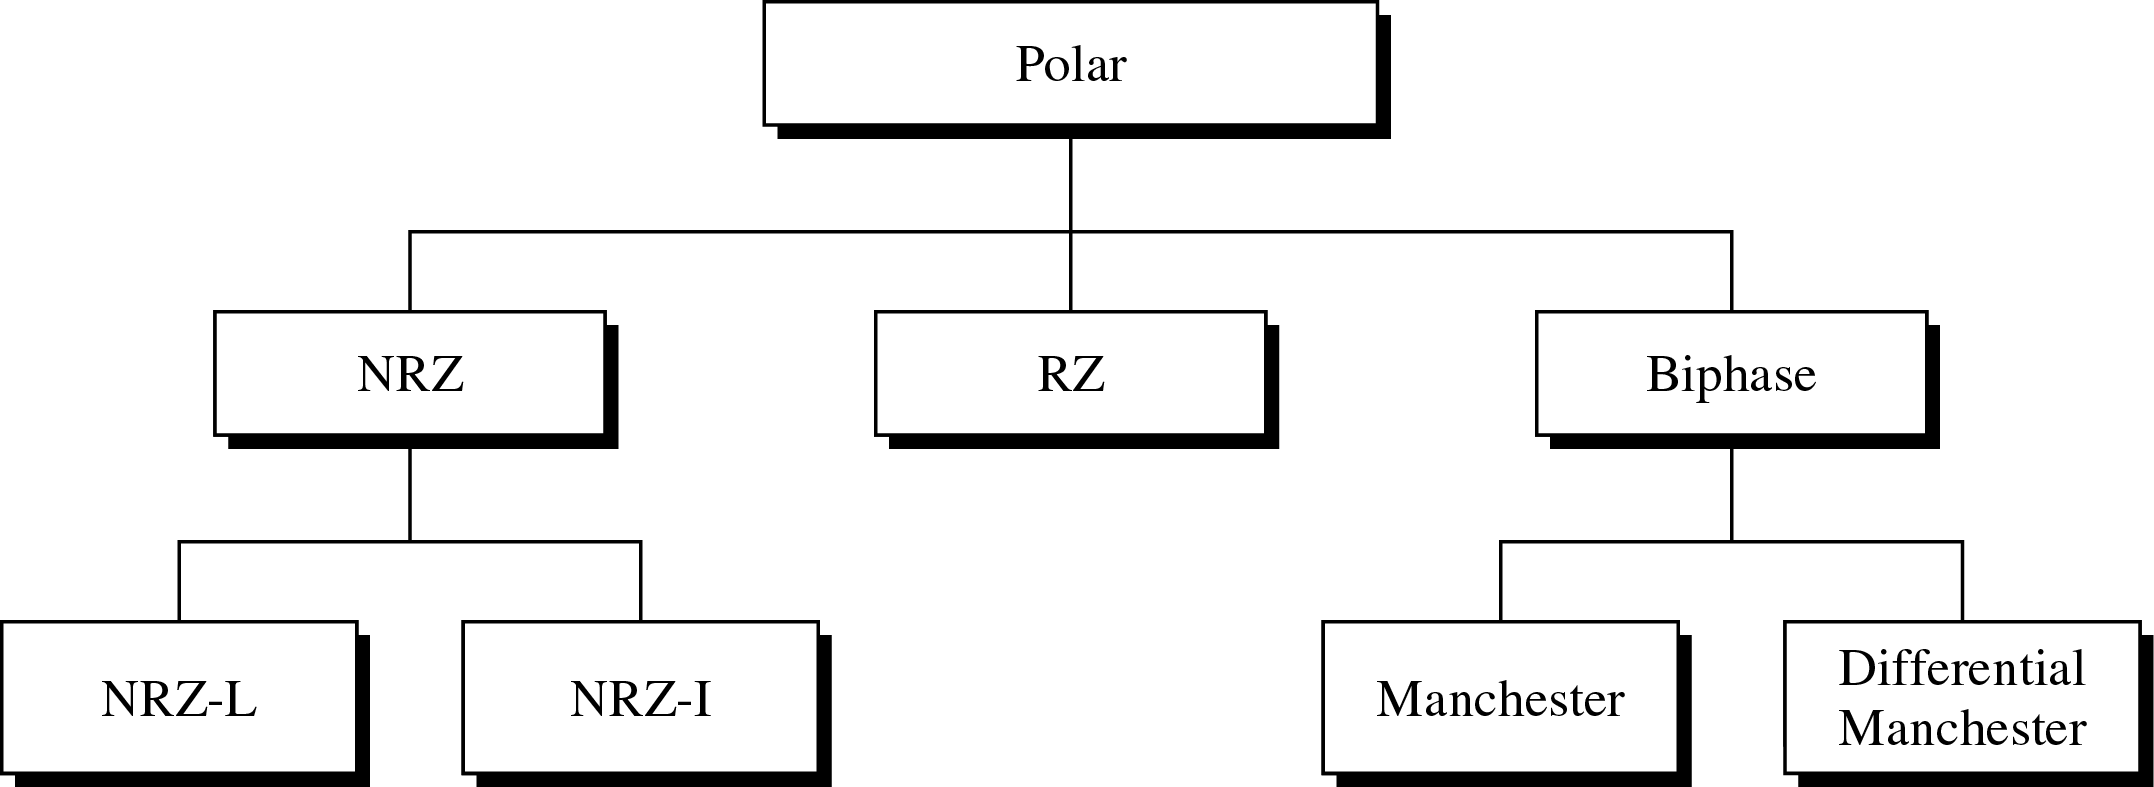 Polar
NRZ
RZ
Biphase
NRZ-L
NRZ-I
Manchester
Differential
Manchester